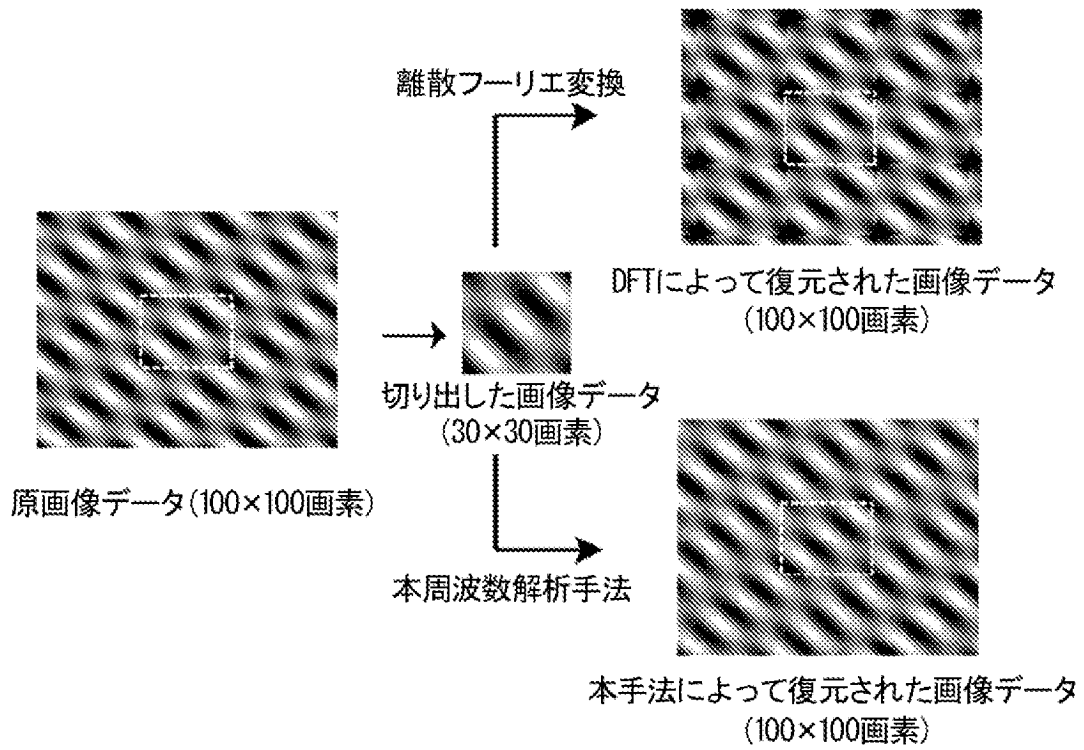 離散フーリエ変換
DFTによって復元された画像データ
(100×100画素)
切り出した画像データ
(30×30画素)
原画像データ(100×100画素)
本周波数解析手法
本手法によって復元された画像データ
(100×100画素)